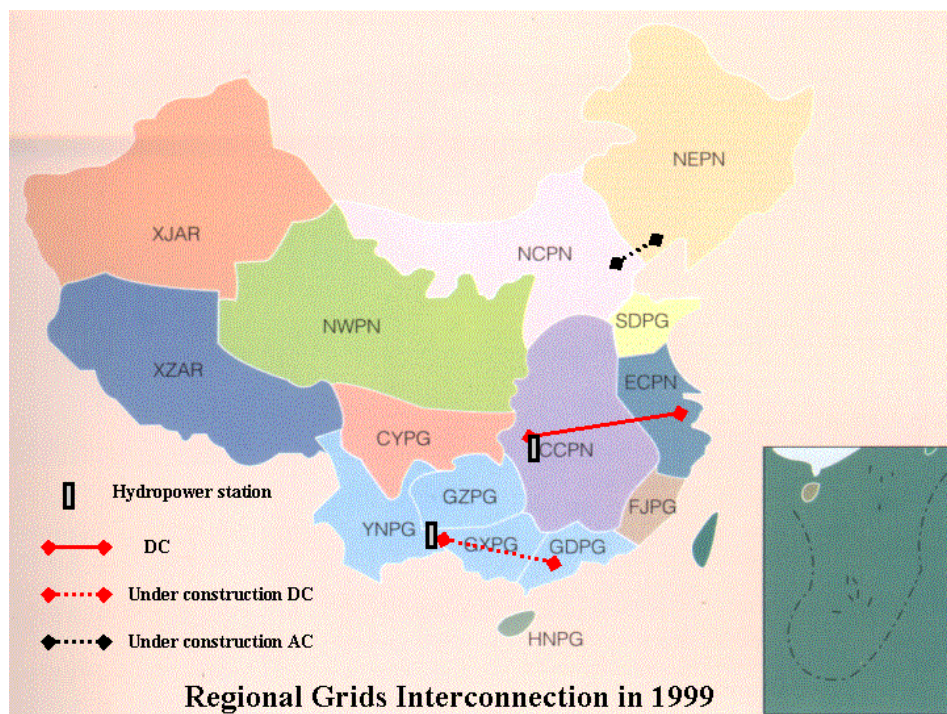 NEPN
XJAR
NCPN
SDPG
NWPN
XZAR
ECPN
CYPG
CCPN
Hydropower station
GZPG
FJPG
YNPG
GXPG
GDPG
DC
Under construction DC
Under construction AC
HNPG
Regional Grids Interconnection in 1999